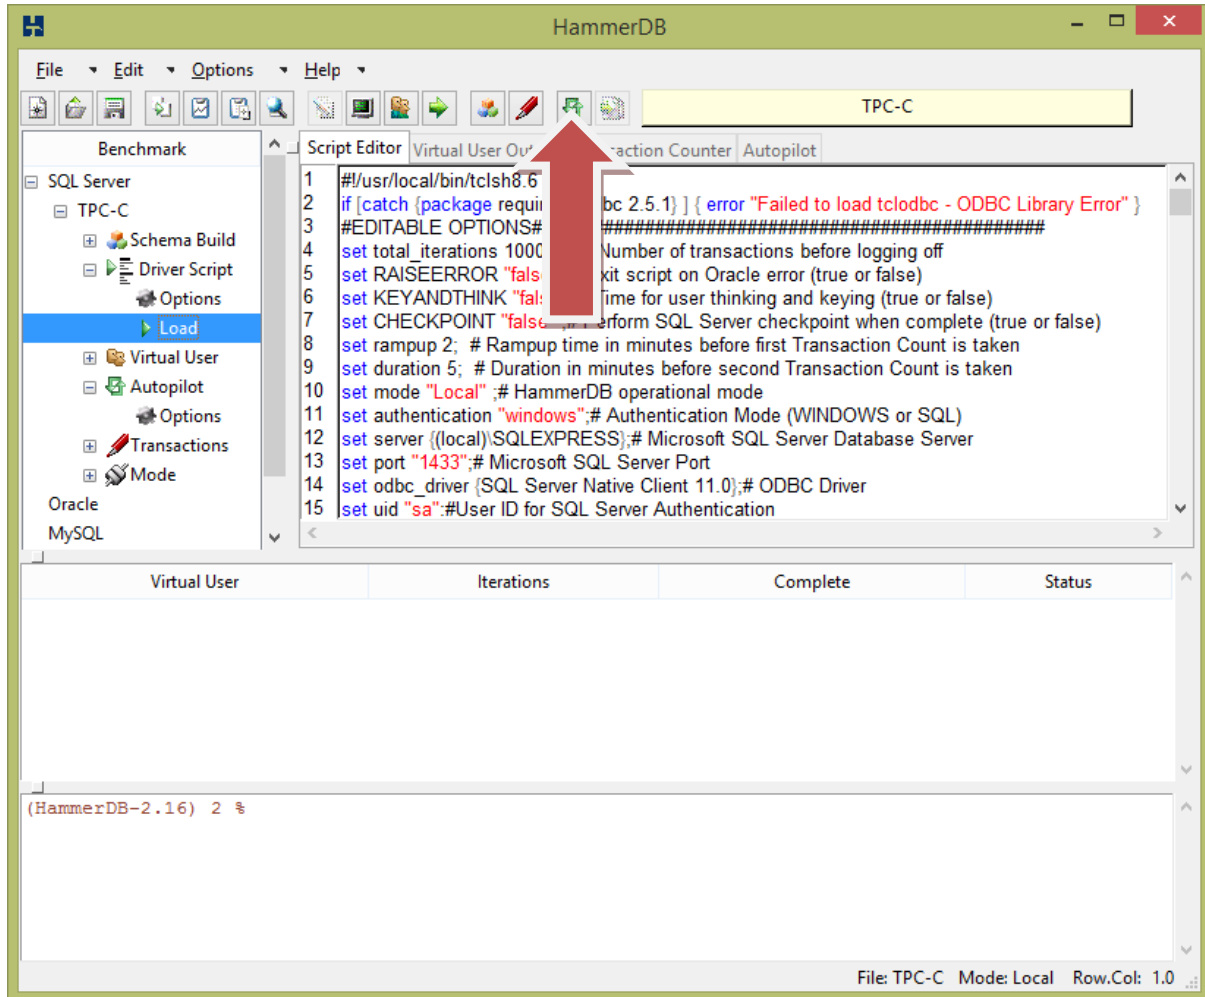 HammerDB
File Edit Options Help
TPC-C
Benchmark
SQL Server
TPC-C
Schema Build
Driver Script
Options
Load
Virtual User
Autopilot
Options
Transactions
Mode
Oracle
MySQL
Script Editor Virtual User Counter Autopilot
1 #!/usr/local/bin/tclsh8.6
2 if [catch {package bc 2.5.1} ] { error "Failed to load tclodbc - ODBC Library Error" }
3 #EDITABLE OPTIONS# ##########################################
4 set total_iterations Number of transactions before logging off
5 set RAISEERROR script on Oracle error (true or false)
6 set KEYANDTHINK for user thinking and keying (true or false)
7 set CHECKPOINT SQL Server checkpoint when complete (true or false)
8 set rampup 2; # Rampup time in minutes before first Transaction Count is taken
9 set duration 5; # Duration in minutes before second Transaction Count is taken
10 set mode "Local" ;# HammerDB operational mode
11 set authentication "windows";# Authentication Mode (WINDOWS or SQL)
12 set server {(local)\SQLEXPRESS};# Microsoft SQL Server Database Server
13 set port "1433";# Microsoft SQL Server Port
14 set odbc_driver {SQL Server Native Client 11.0};# ODBC Driver
15 set uid "sa";#User ID for SQL Server Authentication
Virtual User Iterations Complete Status
(HammerDB-2.16) 2 %
File: TPC-C Mode: Local Row.Col: 1.0